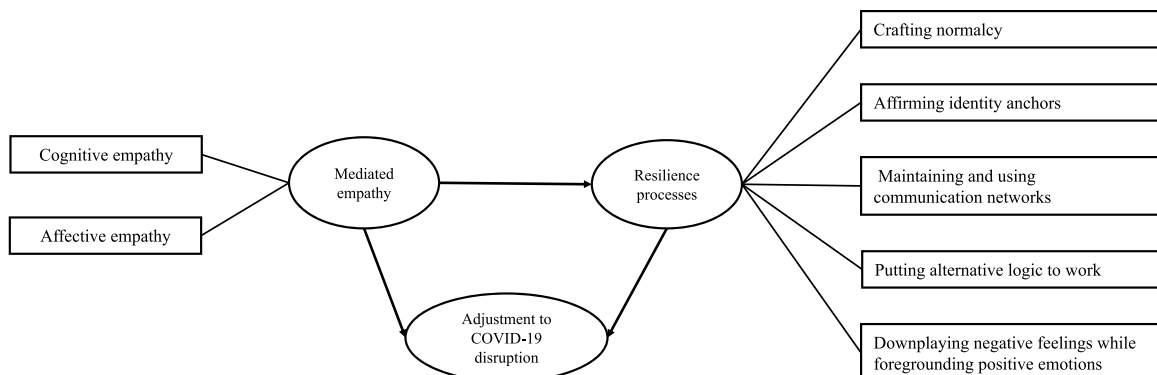 Crafting normalcy
Affirming identity anchors
Cognitive empathy
Affective empathy
Mediated
empathy
Resilience
processes
Maintaining and using
communication networks
Putting alternative logic to work
Adjustment to
COVID-19
disruption
Downplaying negative feelings while
foregrounding positive emotions